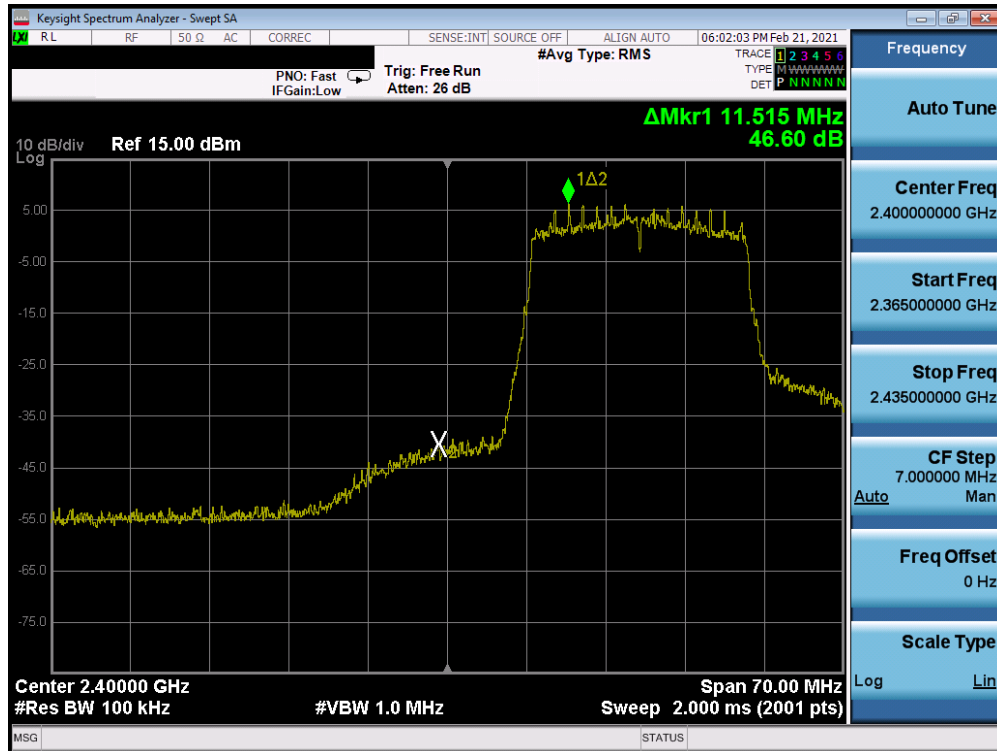 Keysight Spectrum Analyzer - Swept SA
LXI RL RF 50 Ω AC CORREC SENSE:INT SOURCE OFF ALIGN AUTO 06:02:03 PM Feb 21, 2021
#Avg Type: RMS
TRACE 1 2 3 4 5 6
TYPE M W W W W W
DET P N N N N N
PNO: Fast
IFGain:Low
Trig: Free Run
Atten: 26 dB
ΔMkr1 11.515 MHz
46.60 dB
10 dB/div
Log
Ref 15.00 dBm
1Δ2
5.00
-5.00
-15.0
-25.0
-35.0
-45.0
-55.0
-65.0
-75.0
X
2
Center 2.40000 GHz
Span 70.00 MHz
#Res BW 100 kHz
#VBW 1.0 MHz
Sweep 2.000 ms (2001 pts)
MSG
STATUS
Frequency
Auto Tune
Center Freq
2.400000000 GHz
Start Freq
2.365000000 GHz
Stop Freq
2.435000000 GHz
CF Step
7.000000 MHz
Auto Man
Freq Offset
0 Hz
Scale Type
Log Lin